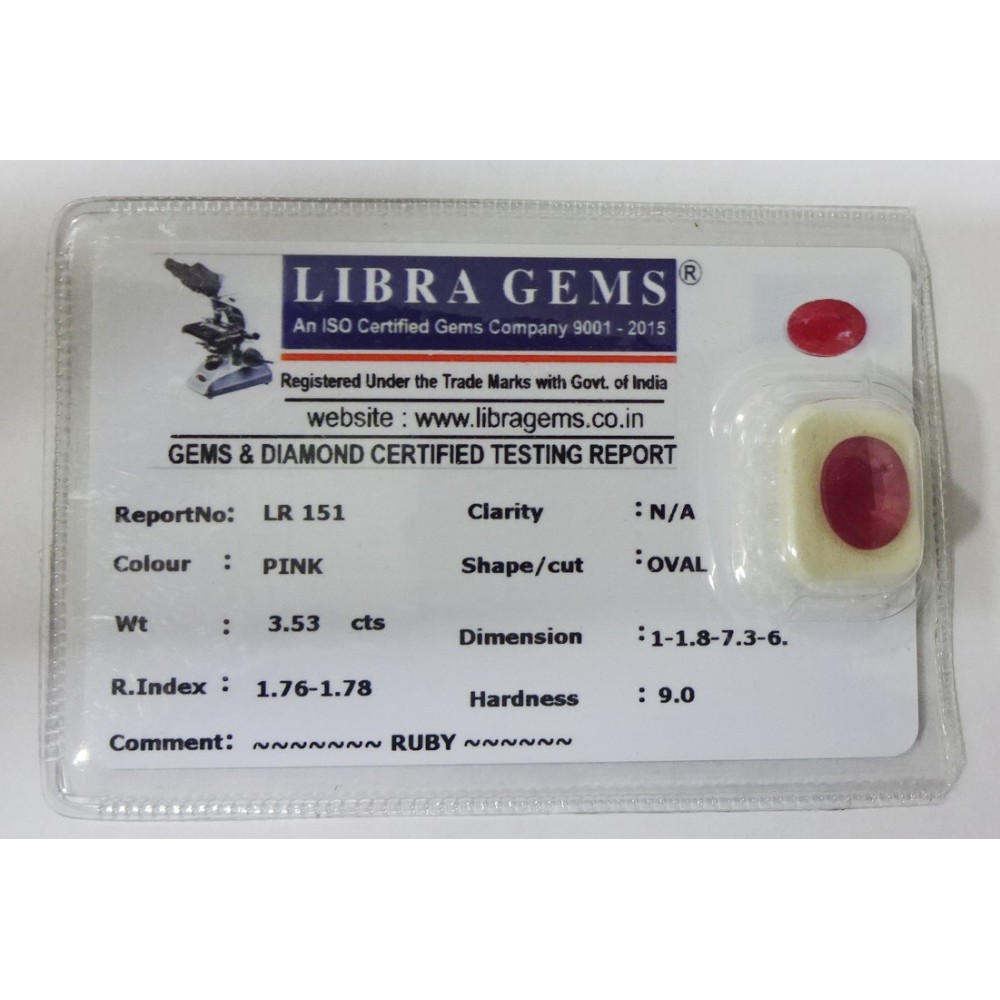 LIBRA GEMS ®
An ISO Certified Gems Company 9001 - 2015
Registered Under the Trade Marks with Govt. of India
website : www.libragems.co.in
GEMS & DIAMOND CERTIFIED TESTING REPORT
ReportNo: LR 151 Clarity : N/A
Colour : PINK Shape/cut : OVAL
Wt : 3.53 cts Dimension : 1-1.8-7.3-6.
R.Index : 1.76-1.78 Hardness : 9.0
Comment: ~~~~~~~ RUBY ~~~~~~